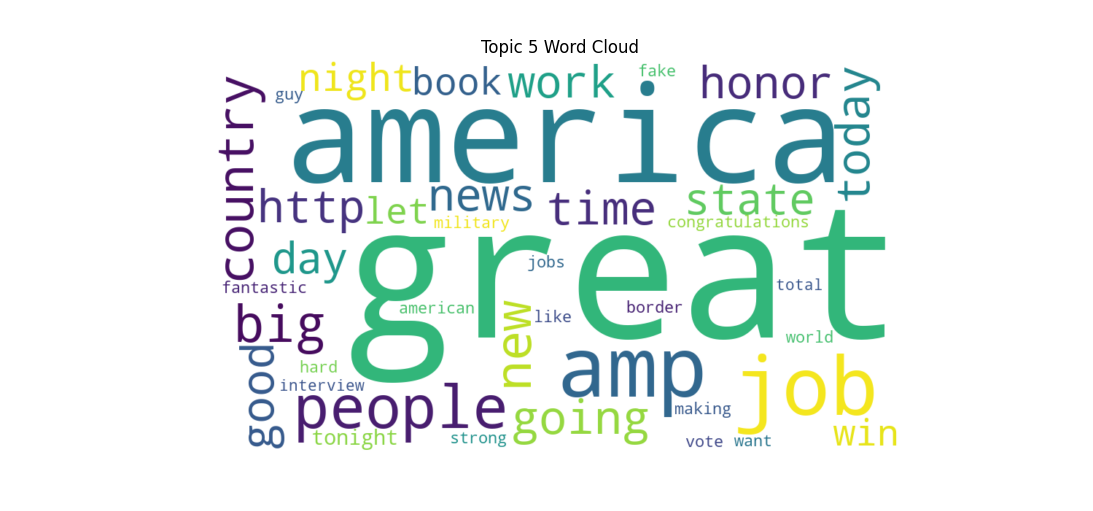 Topic 5 Word Cloud
night
guy
book
work
fake
honor
today
country
america
http
let
news
military
time
state
congratulations
day
great
fantastic
jobs
total
american
new
like
border
world
big
good
hard
interview
amp
job
people
going
making
tonight
strong
vote
want
win